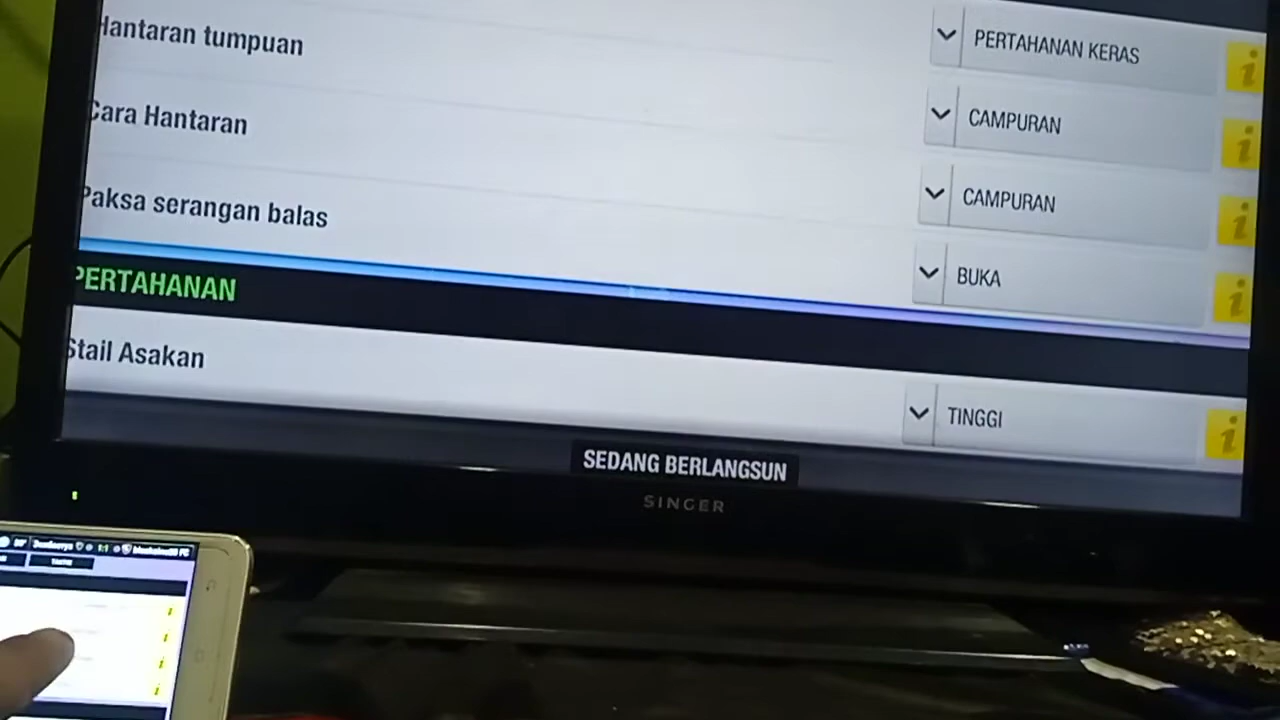 Hantaran tumpuan
PERTAHANAN KERAS
Cara Hantaran
CAMPURAN
Paksa serangan balas
CAMPURAN
BUKA
PERTAHANAN
Stail Asakan
TINGGI
SEDANG BERLANGSUN
SINGER